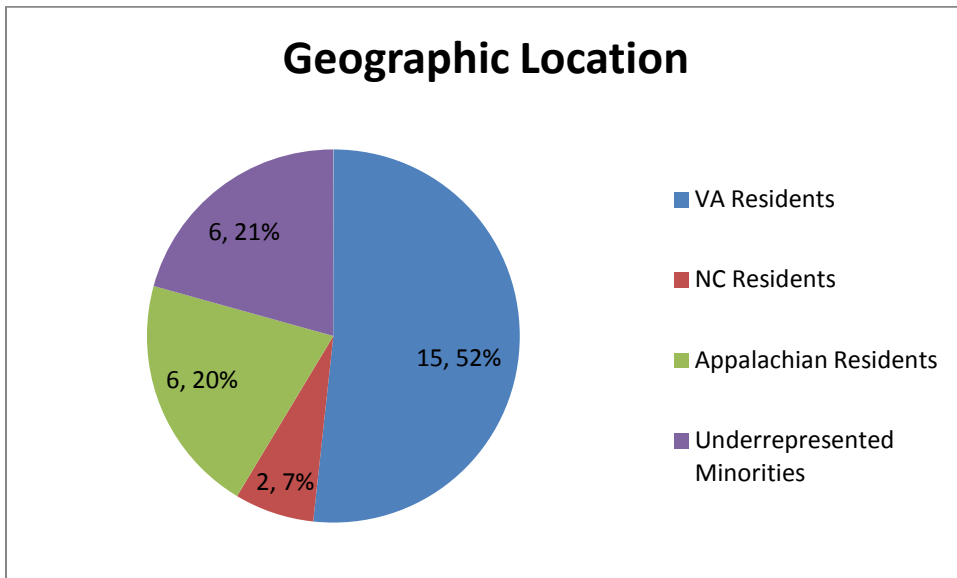 Geographic Location
6, 21%
15, 52%
6, 20%
2, 7%
VA Residents
NC Residents
Appalachian Residents
Underrepresented
Minorities